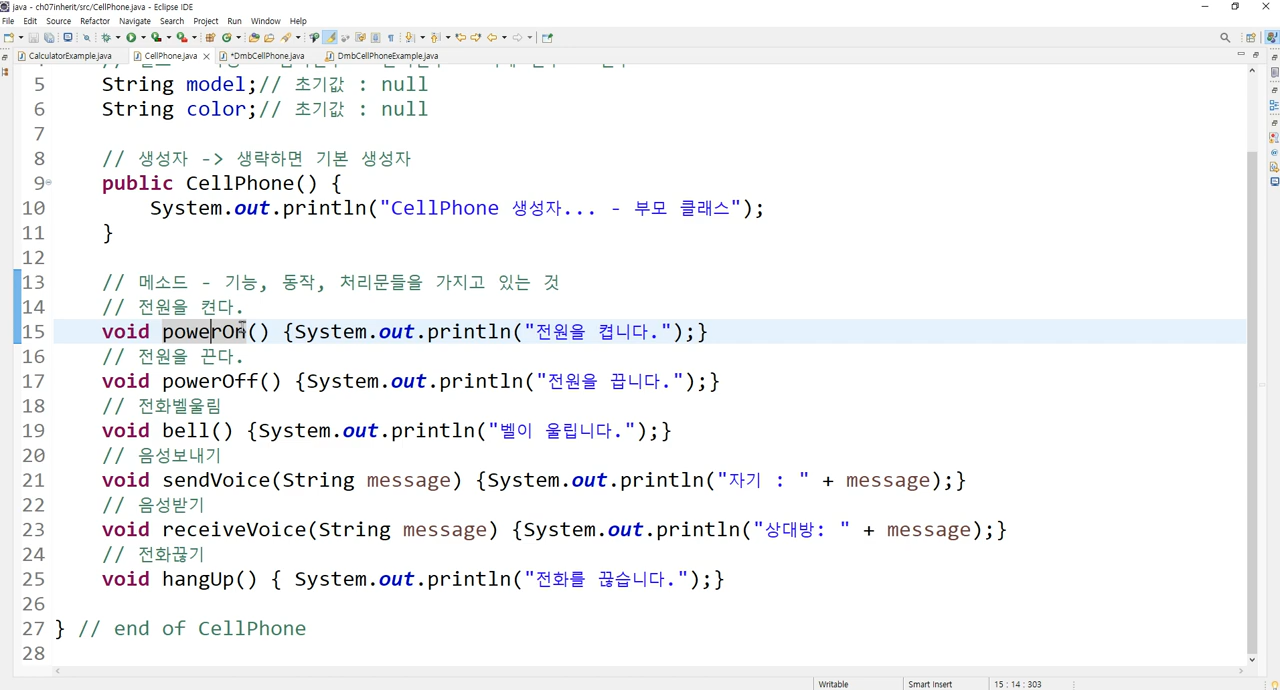 java - ch07inherit/src/CellPhone.java - Eclipse IDE
File Edit Source Refactor Navigate Search Project Run Window Help
CalculatorExample.java CellPhone.java *DmbCellPhone.java DmbCellPhoneExample.java
4
5 String model;// 초기값 : null
6 String color;// 초기값 : null
7
8 // 생성자 -> 생략하면 기본 생성자
9 public CellPhone() {
10 System.out.println("CellPhone 생성자... - 부모 클래스");
11 }
12
13 // 메소드 - 기능, 동작, 처리문들을 가지고 있는 것
14 // 전원을 켠다.
15 void powerOn() {System.out.println("전원을 켭니다.");}
16 // 전원을 끈다.
17 void powerOff() {System.out.println("전원을 끕니다.");}
18 // 전화벨울림
19 void bell() {System.out.println("벨이 울립니다.");}
20 // 음성보내기
21 void sendVoice(String message) {System.out.println("자기 : " + message);}
22 // 음성받기
23 void receiveVoice(String message) {System.out.println("상대방: " + message);}
24 // 전화끊기
25 void hangUp() { System.out.println("전화를 끊습니다.");}
26
27 } // end of CellPhone
28
Writable Smart Insert 15 : 14 : 303